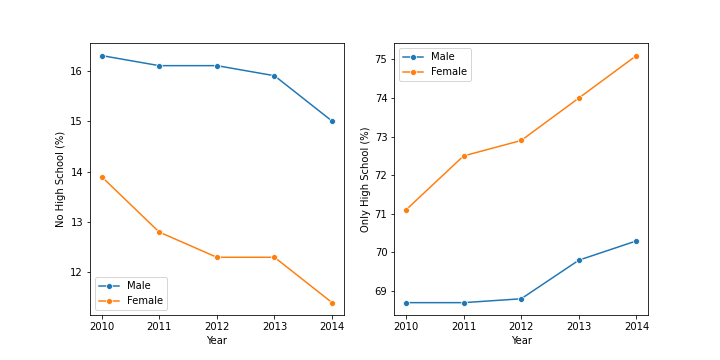 No High School (%)
16
15
14
13
12
Male
Female
2010 2011 2012 2013 2014
Year
Only High School (%)
75
74
73
72
71
70
69
Male
Female
2010 2011 2012 2013 2014
Year